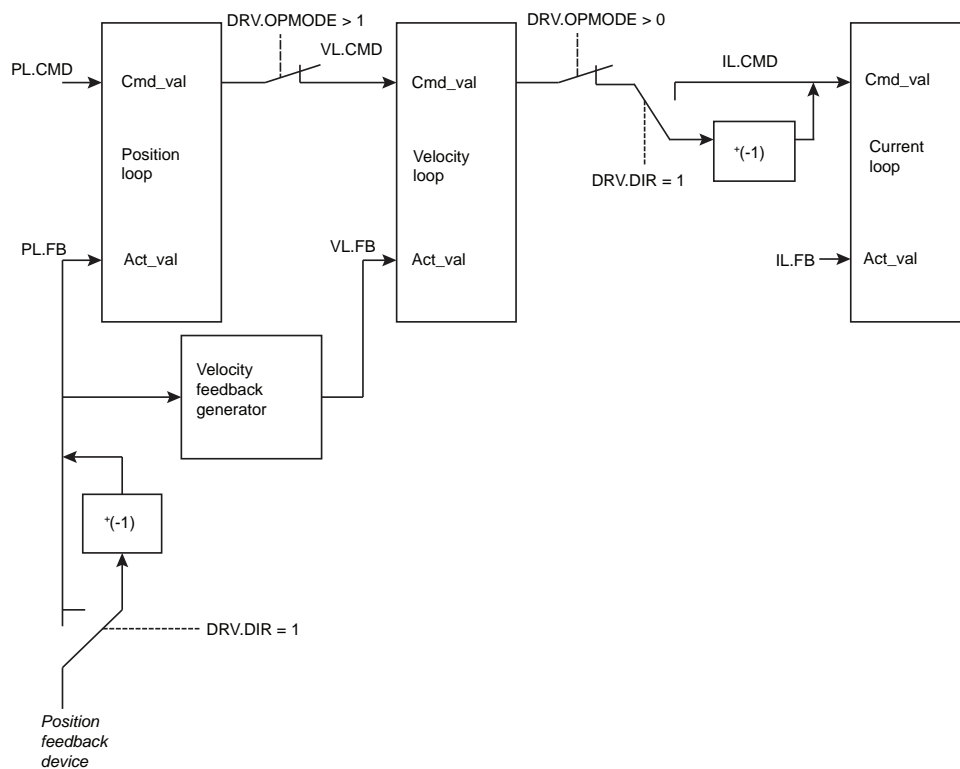 DRV.OPMODE > 1
DRV.OPMODE > 0
PL.CMD
VL.CMD
IL.CMD
Cmd_val
Cmd_val
Cmd_val
Position
loop
Velocity
loop
+(-1)
Current
loop
DRV.DIR = 1
PL.FB
Act_val
VL.FB
Act_val
IL.FB
Act_val
Velocity
feedback
generator
+(-1)
DRV.DIR = 1
Position
feedback
device